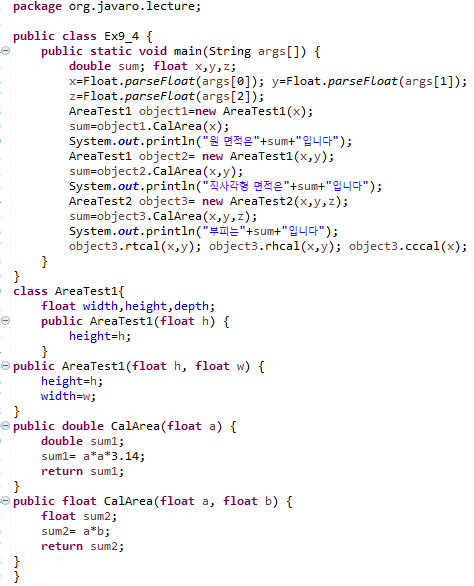 package org.javaro.lecture;
public class Ex9_4 {
public static void main(String args[]) {
double sum; float x,y,z;
x=Float.parseFloat(args[0]); y=Float.parseFloat(args[1]);
z=Float.parseFloat(args[2]);
AreaTest1 object1=new AreaTest1(x);
sum=object1.CalArea(x);
System.out.println("원 면적은"+sum+"입니다");
AreaTest1 object2= new AreaTest1(x,y);
sum=object2.CalArea(x,y);
System.out.println("직사각형 면적은"+sum+"입니다");
AreaTest2 object3= new AreaTest2(x,y,z);
sum=object3.CalArea(x,y,z);
System.out.println("부피는"+sum+"입니다");
object3.rtcal(x,y); object3.rhcal(x,y); object3.cccal(x);
}
}
class AreaTest1{
float width,height,depth;
public AreaTest1(float h) {
height=h;
}
public AreaTest1(float h, float w) {
height=h;
width=w;
}
public double CalArea(float a) {
double sum1;
sum1= a*a*3.14;
return sum1;
}
public float CalArea(float a, float b) {
float sum2;
sum2= a*b;
return sum2;
}
}